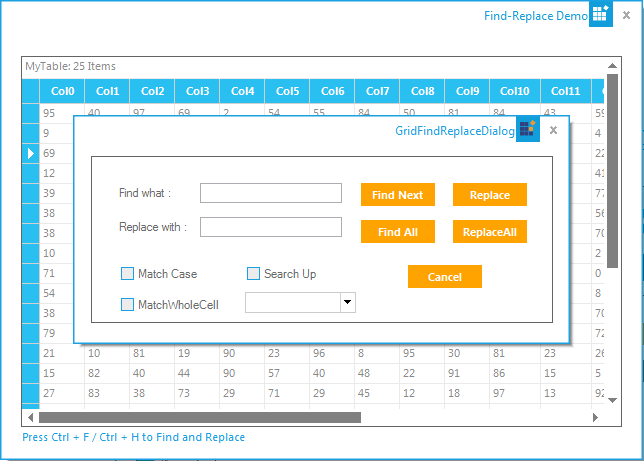 Find-Replace Demo x
MyTable: 25 Items
Col0 Col1 Col2 Col3 Col4 Col5 Col6 Col7 Col8 Col9 Col10 Col11
95 40 97 69 2 54 55 84 50 81 84 43 59
9 4
GridFindReplaceDialog x
69 22
12 41
39 77
Find what : Find Next Replace
38 56
Replace with : Find All ReplaceAll
38 70
10 2
71 0
Match Case Search Up Cancel
54 8
38 70
MatchWholeCell
79 72
21 10 81 19 90 23 96 8 95 30 81 23 26
15 82 40 44 90 57 40 48 22 91 86 15 5
27 83 38 73 29 71 29 45 12 18 97 13 92
Press Ctrl + F / Ctrl + H to Find and Replace